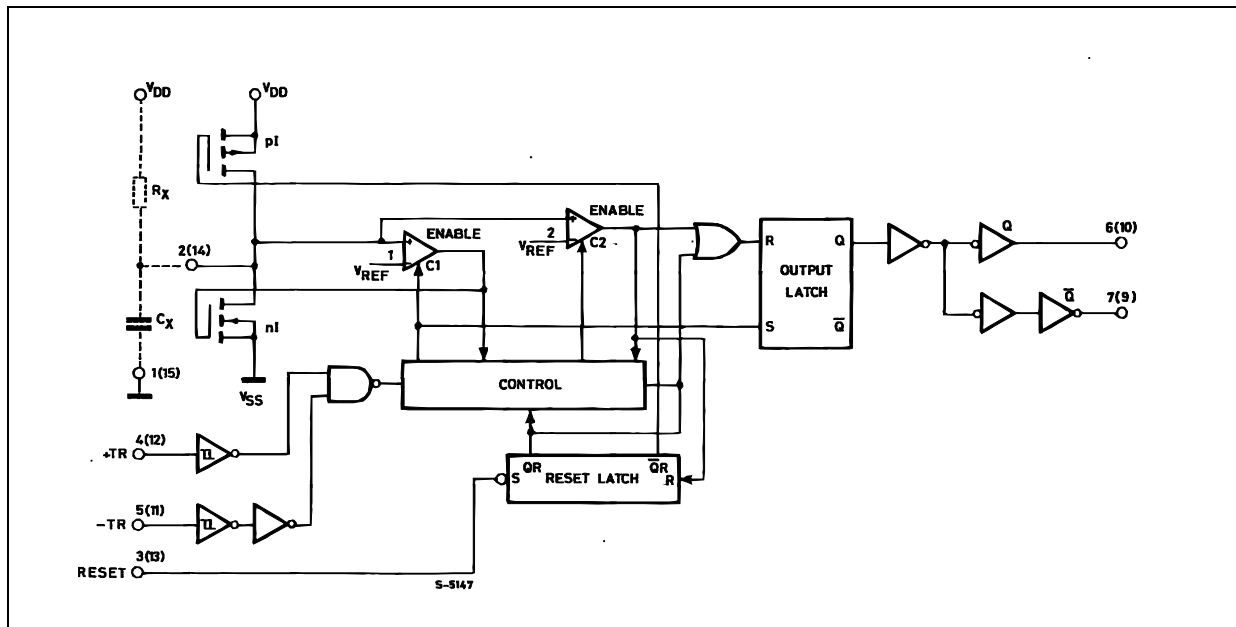 VDD
VDD
pI
RX
2(14)
ENABLE
1
VREF
C1
ENABLE
2
VREF
C2
R
Q
OUTPUT
LATCH
S
Q̅
Q
6(10)
Q̅
7(9)
CX
nI
1(15)
VSS
CONTROL
4(12)
+TR
QR
Q̅R
S
RESET LATCH
R
5(11)
-TR
3(13)
RESET
S-5147